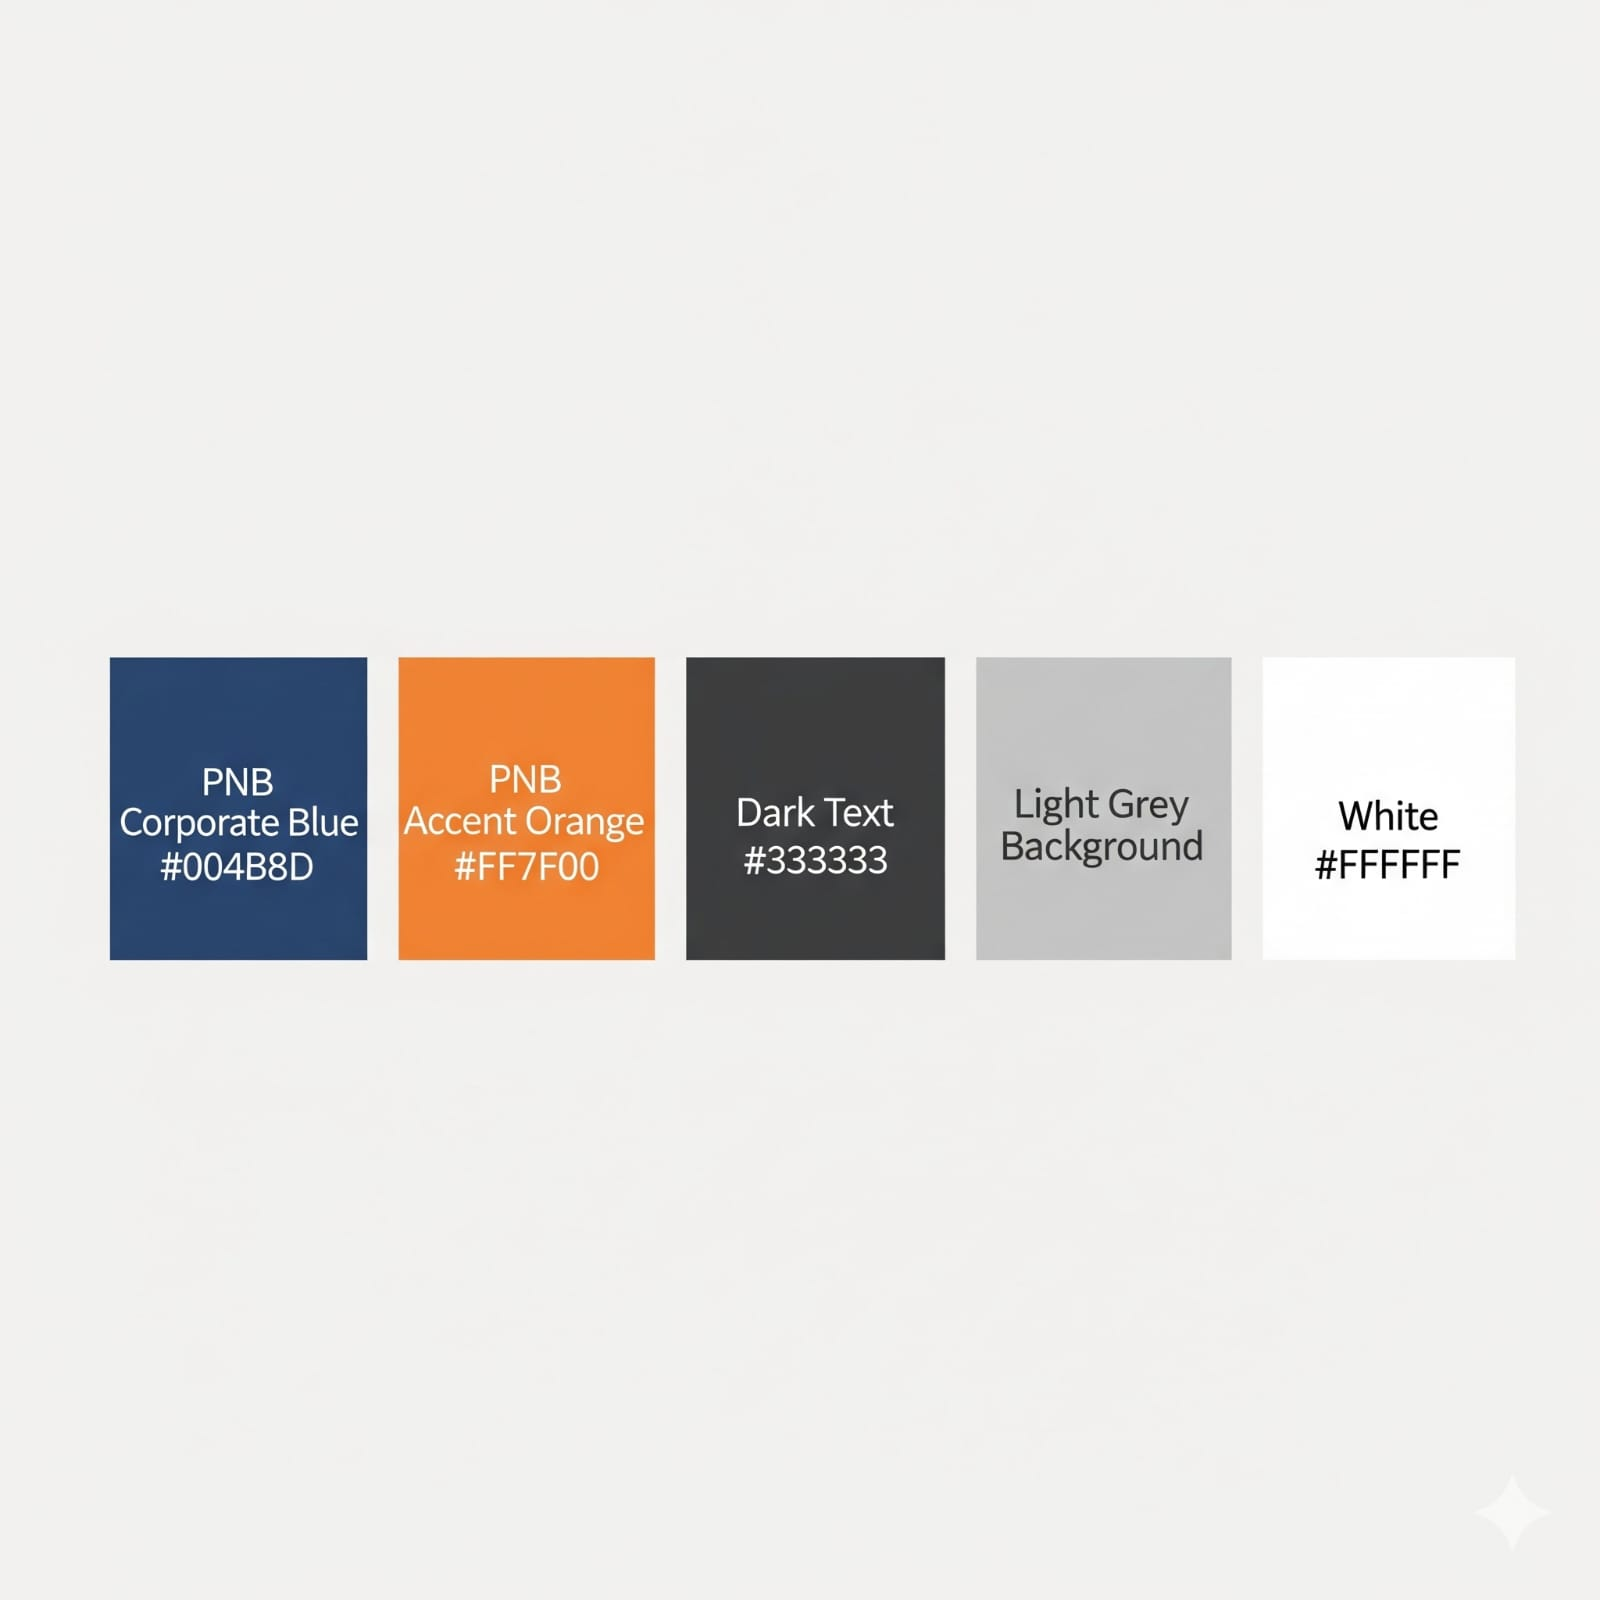 PNB
Corporate Blue
#004B8D
PNB
Accent Orange
#FF7F00
Dark Text
#333333
Light Grey
Background
White
#FFFFFF